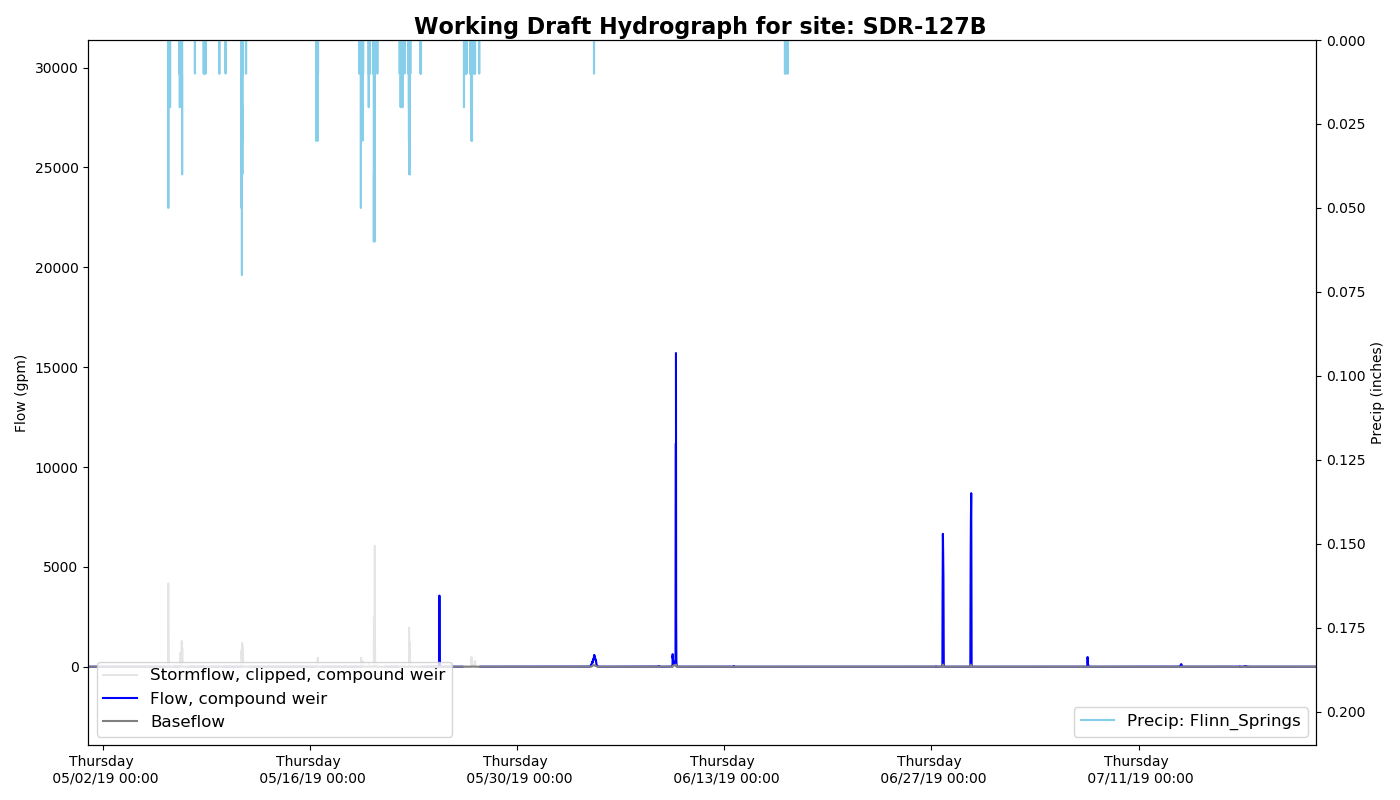 Working Draft Hydrograph for site: SDR-127B
30000
25000
20000
15000
10000
5000
0
Flow (gpm)
0.000
0.025
0.050
0.075
0.100
0.125
0.150
0.175
0.200
Precip (inches)
Stormflow, clipped, compound weir
Flow, compound weir
Baseflow
Precip: Flinn_Springs
Thursday
05/02/19 00:00
Thursday
05/16/19 00:00
Thursday
05/30/19 00:00
Thursday
06/13/19 00:00
Thursday
06/27/19 00:00
Thursday
07/11/19 00:00